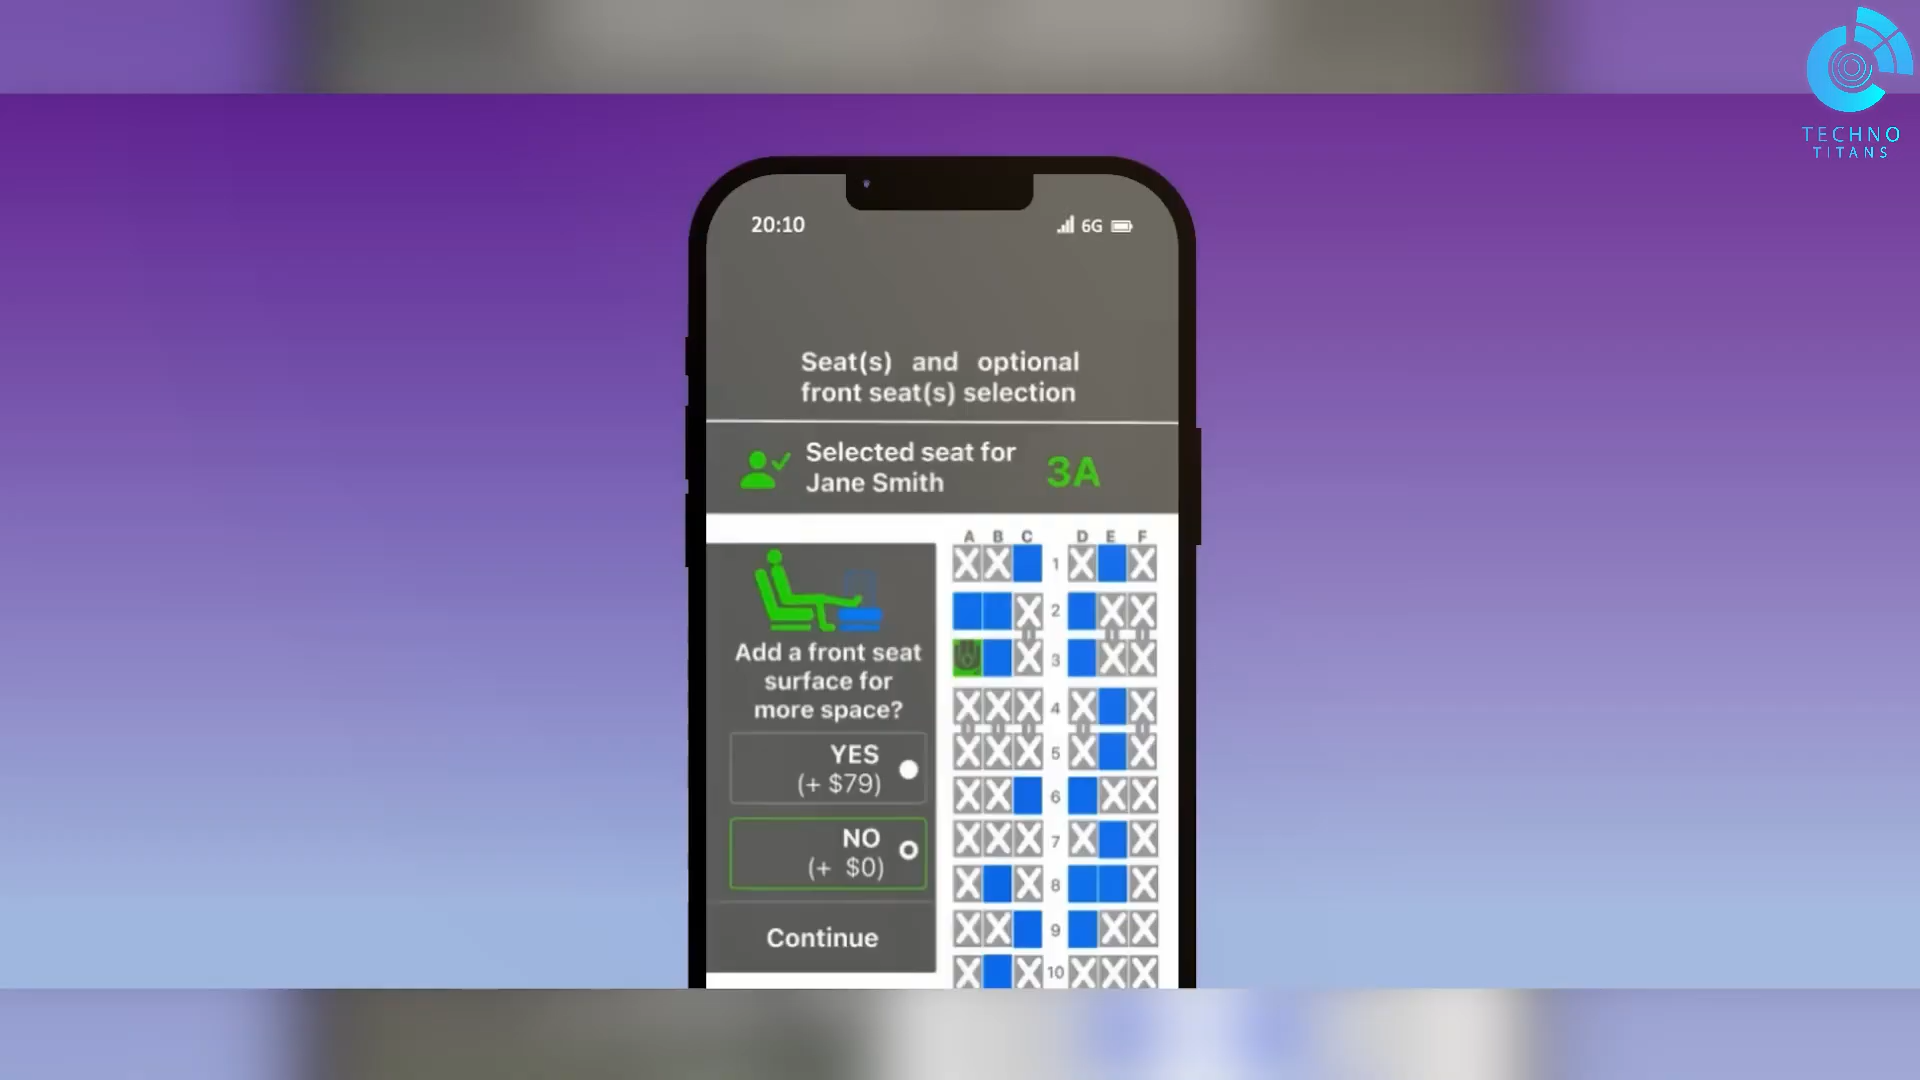 TECHNO
TITANS
20:10
6G
Seat(s) and optional
front seat(s) selection
Selected seat for
Jane Smith
3A
Add a front seat
surface for
more space?
YES
(+ $79)
NO
(+ $0)
Continue
A B C D E F
X X 1 X X
X 2 X X
X 3 X X
X X X 4 X X
X X X 5 X X
X X 6 X X
X X X 7 X X
X X 8 X
X X 9 X X
X X 10 X X X